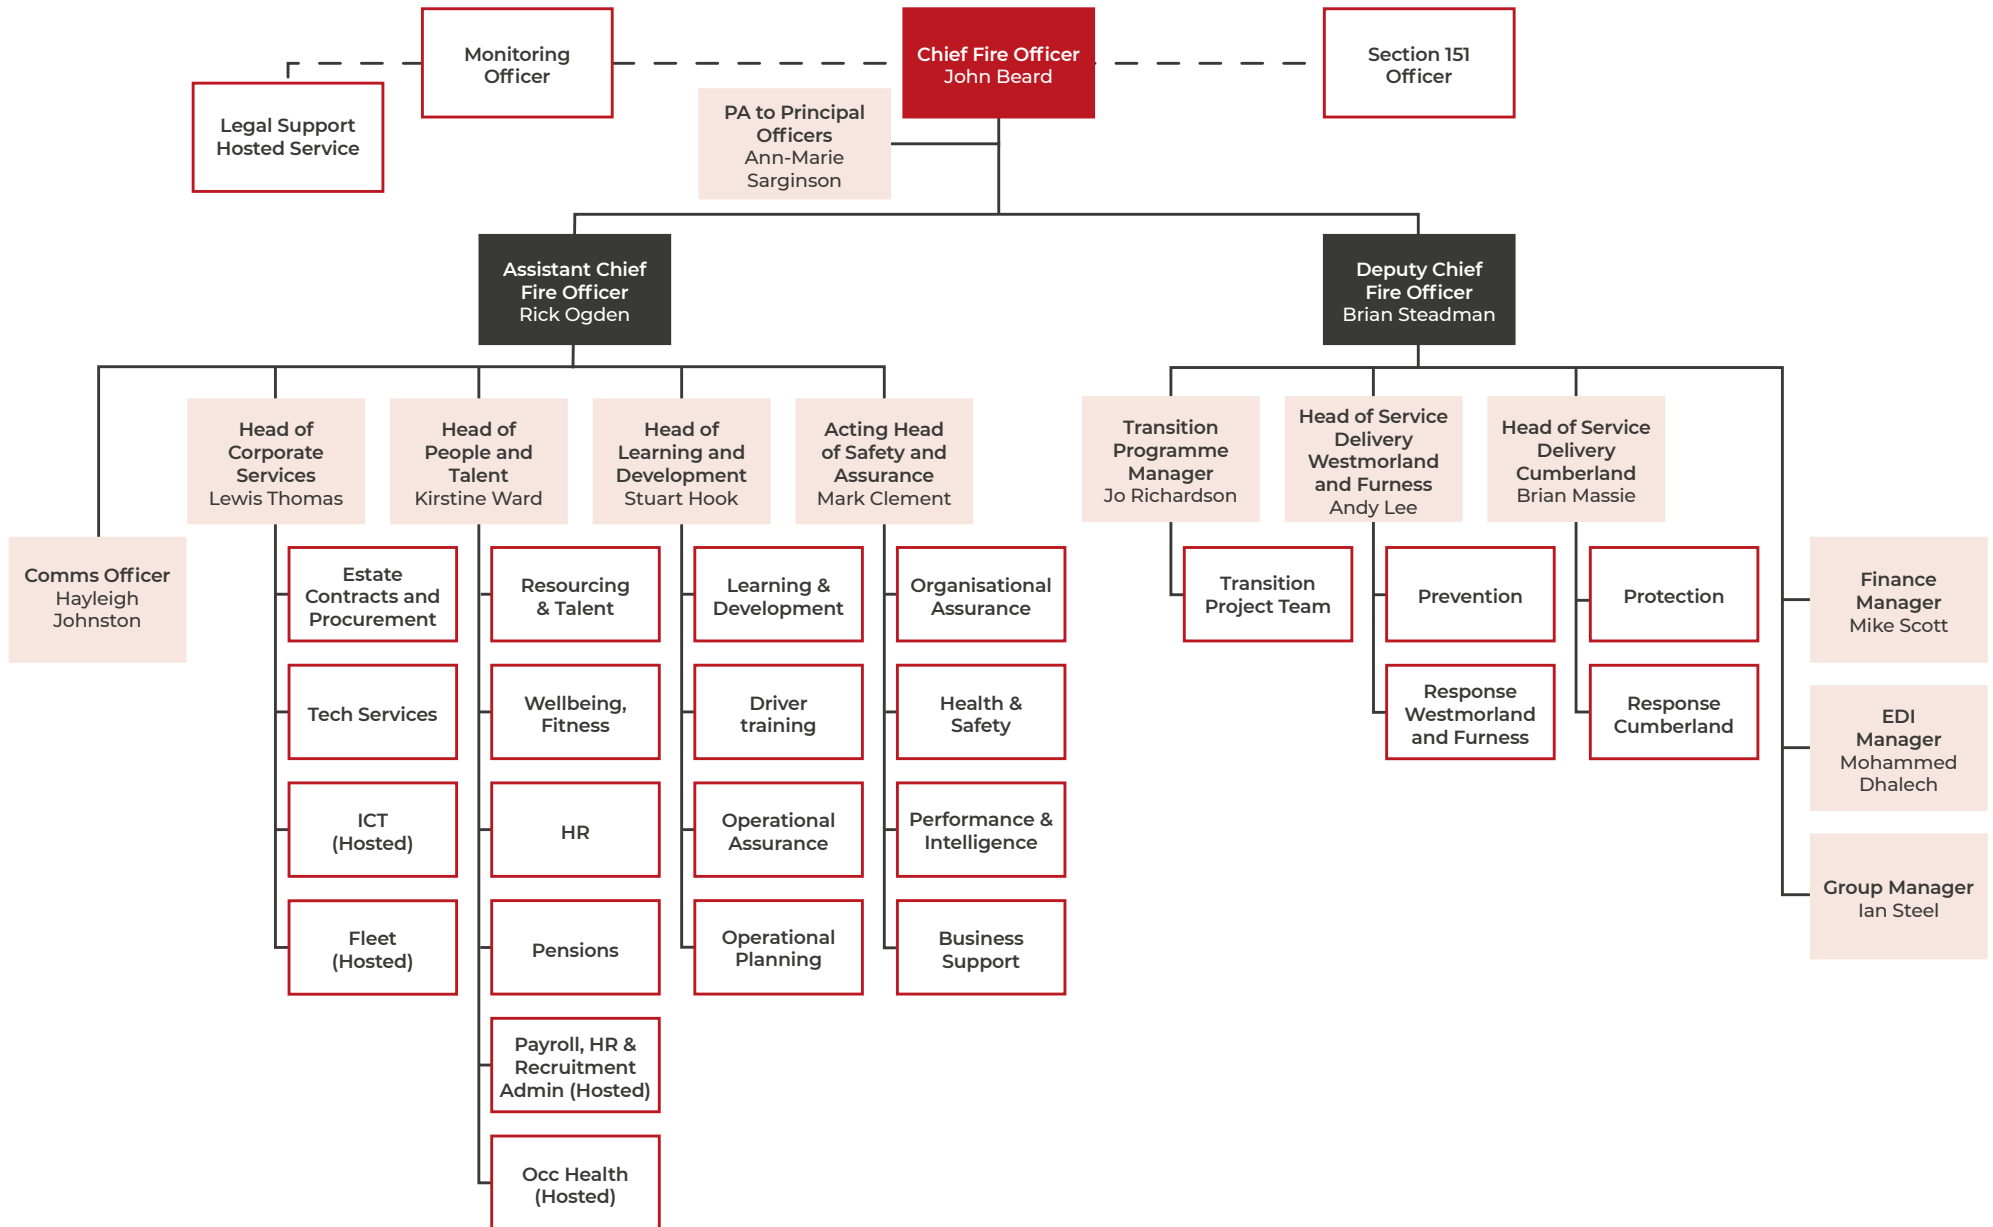 Monitoring
Officer
Chief Fire Officer
John Beard
Section 151
Officer
Legal Support
Hosted Service
PA to Principal
Officers
Ann-Marie
Sarginson
Assistant Chief
Fire Officer
Rick Ogden
Deputy Chief
Fire Officer
Brian Steadman
Comms Officer
Hayleigh
Johnston
Head of
Corporate
Services
Lewis Thomas
Estate
Contracts and
Procurement
Tech Services
ICT
(Hosted)
Fleet
(Hosted)
Head of
People and
Talent
Kirstine Ward
Resourcing
& Talent
Wellbeing,
Fitness
HR
Pensions
Payroll, HR &
Recruitment
Admin (Hosted)
Occ Health
(Hosted)
Head of
Learning and
Development
Stuart Hook
Learning &
Development
Driver
training
Operational
Assurance
Operational
Planning
Acting Head
of Safety and
Assurance
Mark Clement
Organisational
Assurance
Health &
Safety
Performance &
Intelligence
Business
Support
Transition
Programme
Manager
Jo Richardson
Transition
Project Team
Head of Service
Delivery
Westmorland
and Furness
Andy Lee
Prevention
Response
Westmorland
and Furness
Head of Service
Delivery
Cumberland
Brian Massie
Protection
Response
Cumberland
Finance
Manager
Mike Scott
EDI
Manager
Mohammed
Dhalech
Group Manager
Ian Steel